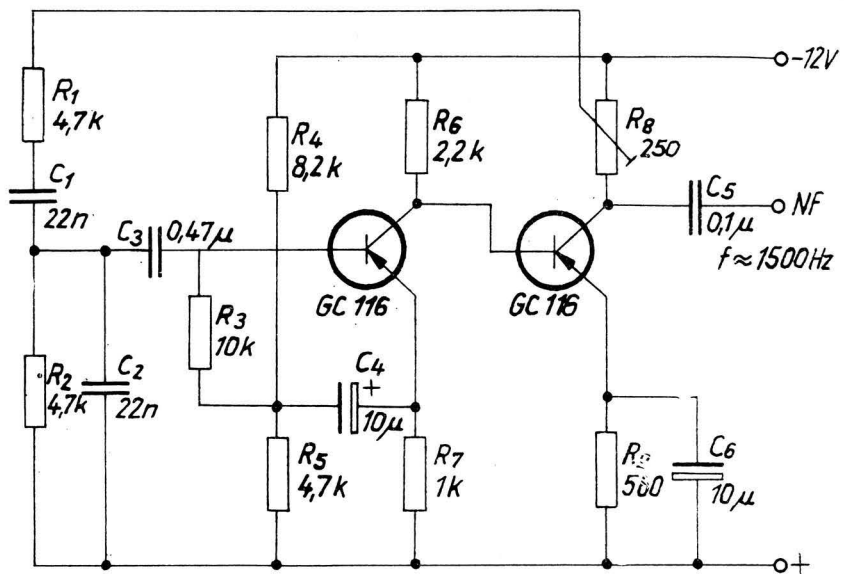 -12V
R1
4,7k
R4
8,2k
R6
2,2k
R8
250
C1
22n
C3
0,47µ
C5
0,1µ
NF
f ≈ 1500Hz
GC 116
GC 116
R3
10k
R2
4,7k
C2
22n
C4
+
10µ
R5
4,7k
R7
1k
C6
10µ
+